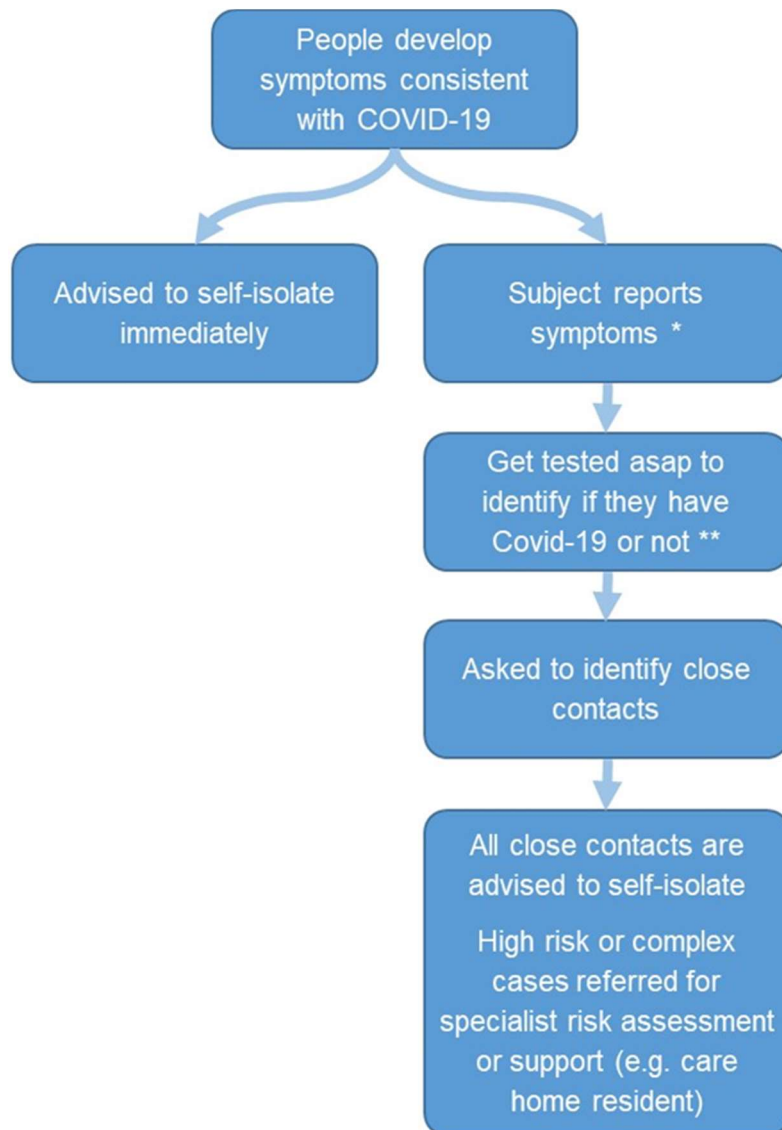 People develop
symptoms consistent
with COVID-19
Advised to self-isolate
immediately
Subject reports
symptoms *
Get tested asap to
identify if they have
Covid-19 or not **
Asked to identify close
contacts
All close contacts are
advised to self-isolate
High risk or complex
cases referred for
specialist risk assessment
or support (e.g. care
home resident)